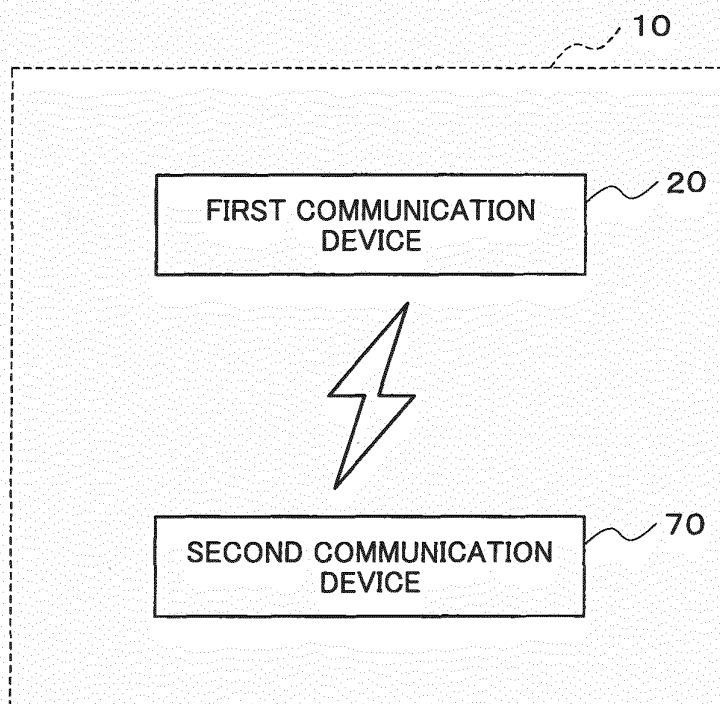 10
FIRST COMMUNICATION
DEVICE
20
SECOND COMMUNICATION
DEVICE
70